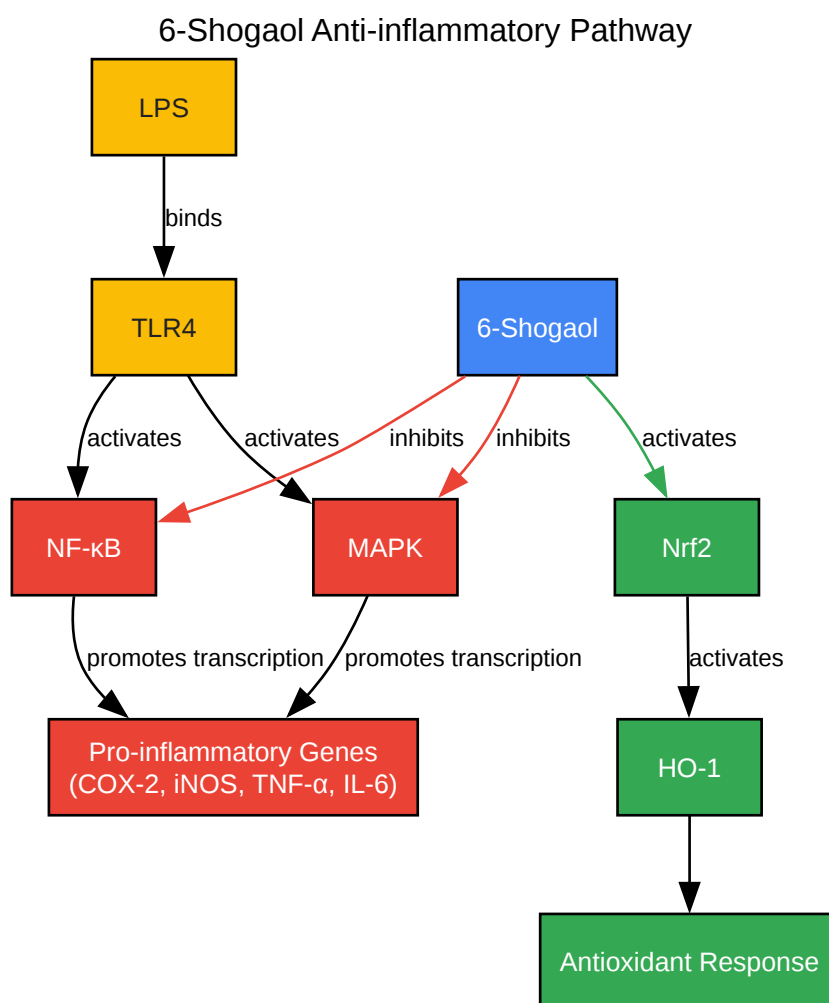 6-Shogaol Anti-inflammatory Pathway
LPS
binds
TLR4
6-Shogaol
activates
activates
inhibits
inhibits
activates
NF-κB
MAPK
Nrf2
promotes transcription
promotes transcription
activates
Pro-inflammatory Genes
(COX-2, iNOS, TNF-α, IL-6)
HO-1
Antioxidant Response